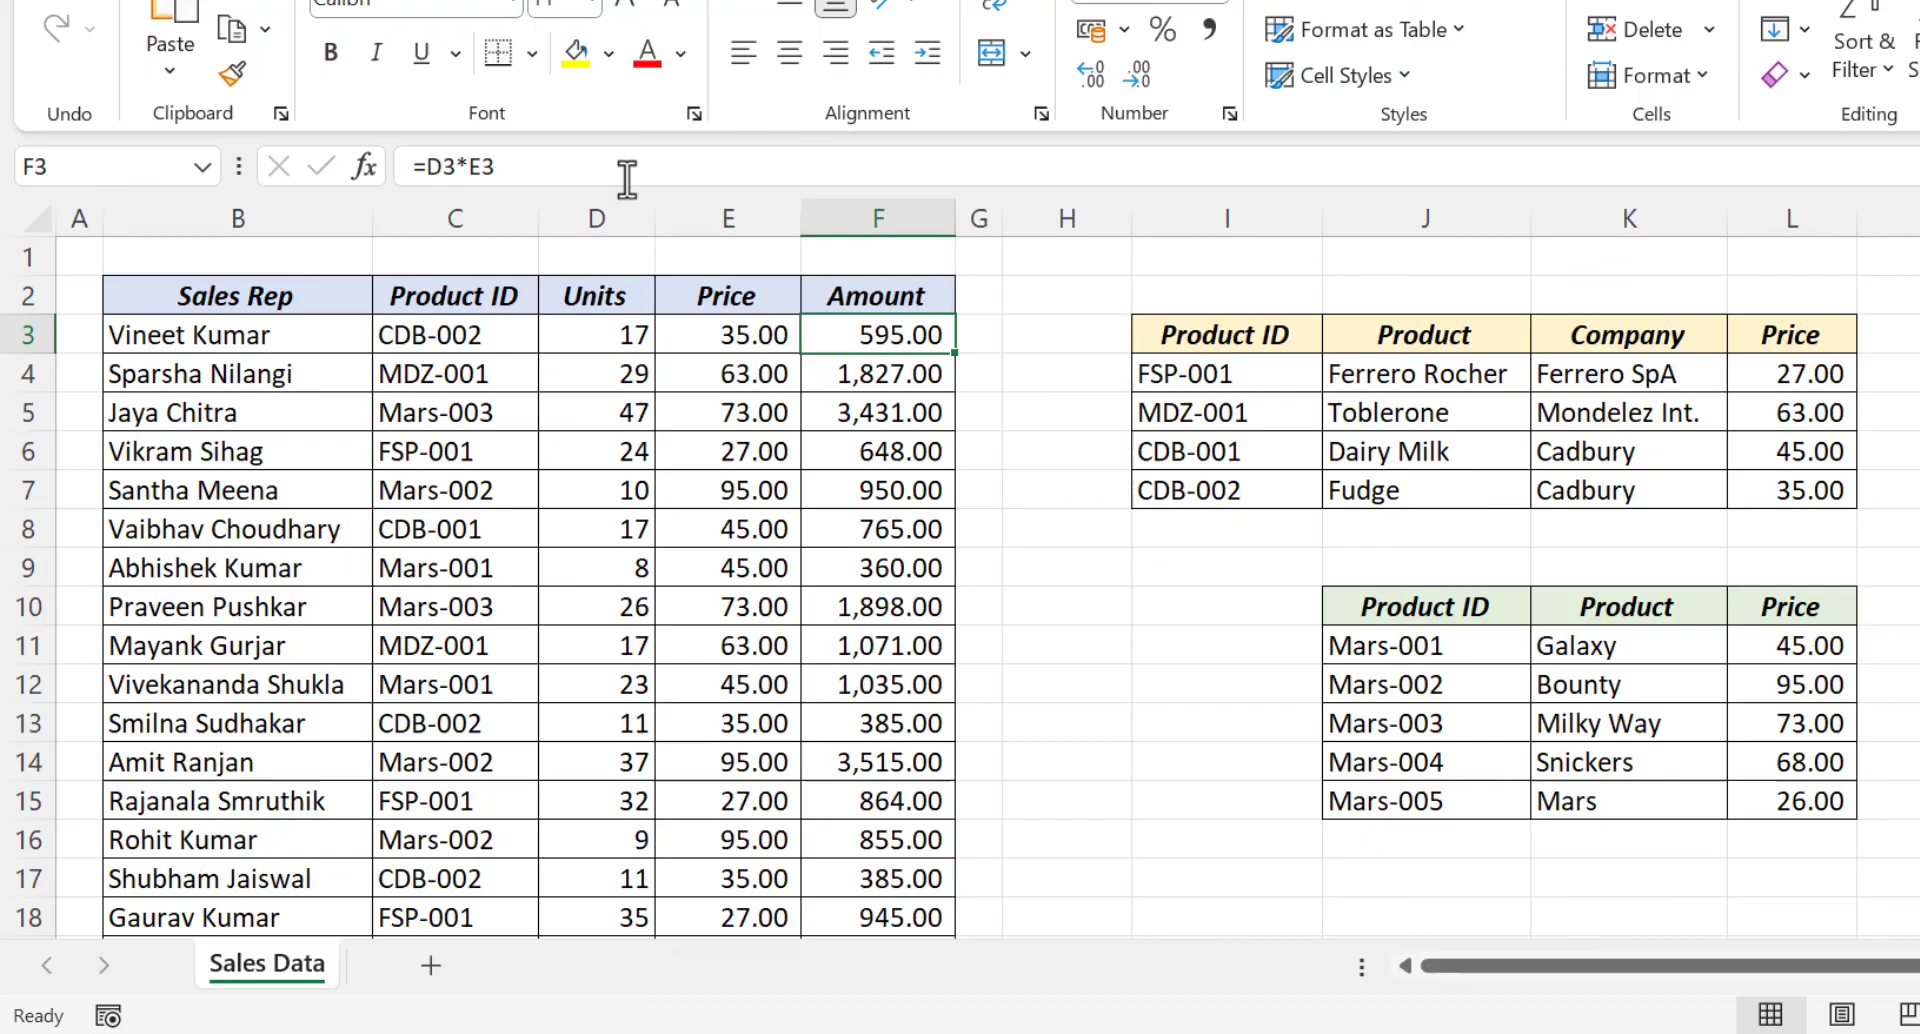 Calibri
11
Paste
Format as Table
Delete
Sort &
Cell Styles
Format
Filter
Undo
Clipboard
Font
Alignment
Number
Styles
Cells
Editing
F3
fx
=D3*E3
A B C D E F G H I J K L
1
2 Sales Rep Product ID Units Price Amount
3 Vineet Kumar CDB-002 17 35.00 595.00 Product ID Product Company Price
4 Sparsha Nilangi MDZ-001 29 63.00 1,827.00 FSP-001 Ferrero Rocher Ferrero SpA 27.00
5 Jaya Chitra Mars-003 47 73.00 3,431.00 MDZ-001 Toblerone Mondelez Int. 63.00
6 Vikram Sihag FSP-001 24 27.00 648.00 CDB-001 Dairy Milk Cadbury 45.00
7 Santha Meena Mars-002 10 95.00 950.00 CDB-002 Fudge Cadbury 35.00
8 Vaibhav Choudhary CDB-001 17 45.00 765.00
9 Abhishek Kumar Mars-001 8 45.00 360.00
10 Praveen Pushkar Mars-003 26 73.00 1,898.00 Product ID Product Price
11 Mayank Gurjar MDZ-001 17 63.00 1,071.00 Mars-001 Galaxy 45.00
12 Vivekananda Shukla Mars-001 23 45.00 1,035.00 Mars-002 Bounty 95.00
13 Smilna Sudhakar CDB-002 11 35.00 385.00 Mars-003 Milky Way 73.00
14 Amit Ranjan Mars-002 37 95.00 3,515.00 Mars-004 Snickers 68.00
15 Rajanala Smruthik FSP-001 32 27.00 864.00 Mars-005 Mars 26.00
16 Rohit Kumar Mars-002 9 95.00 855.00
17 Shubham Jaiswal CDB-002 11 35.00 385.00
18 Gaurav Kumar FSP-001 35 27.00 945.00
Sales Data
Ready